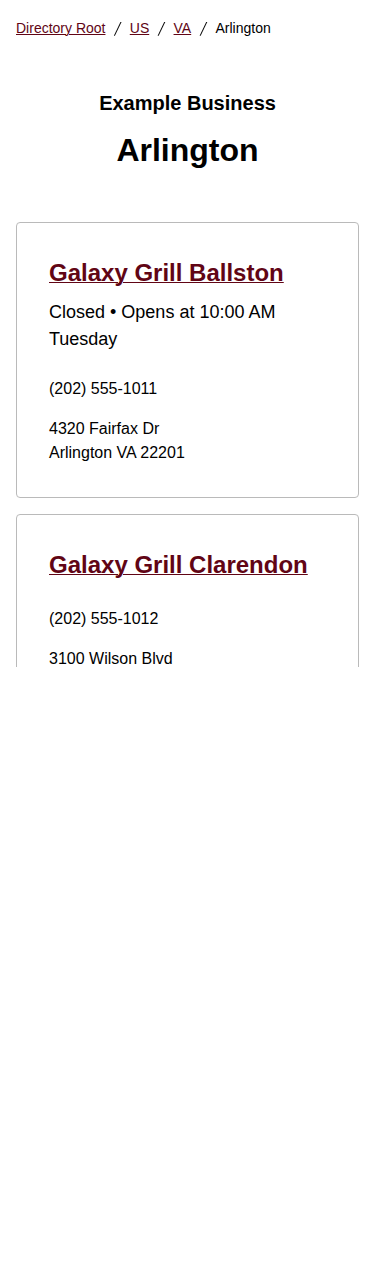 Directory Root / US / VA / Arlington
Example Business
Arlington
Galaxy Grill Ballston
Closed • Opens at 10:00 AM
Tuesday
(202) 555-1011
4320 Fairfax Dr
Arlington VA 22201
Galaxy Grill Clarendon
(202) 555-1012
3100 Wilson Blvd